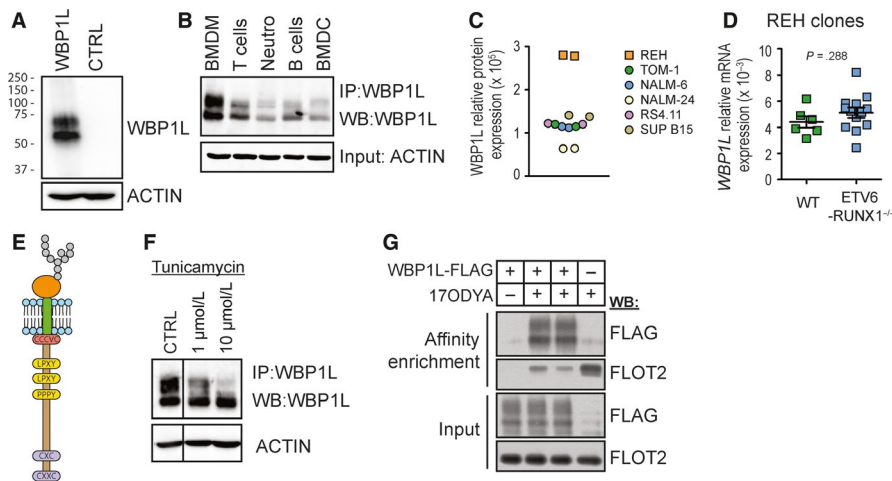 A
WBP1L
CTRL
250 -
150 -
100 -
75 -
50 -
37 -
WBP1L
ACTIN
B
BMDM
T cells
Neutro
B cells
BMDC
IP:WBP1L
WB:WBP1L
Input: ACTIN
C
WBP1L relative protein
expression (x 10⁵)
3
2
1
0
REH
TOM-1
NALM-6
NALM-24
RS4.11
SUP B15
D
REH clones
WBP1L relative mRNA
expression (x 10⁻³)
10
8
6
4
2
0
P = .288
WT
ETV6
-RUNX1⁻/⁻
E
CCCVC
LPXY
LPXY
PPPY
CXC
CXXC
F
Tunicamycin
CTRL
1 µmol/L
10 µmol/L
IP:WBP1L
WB:WBP1L
ACTIN
G
WBP1L-FLAG + + + –
17ODYA – + + +
WB:
Affinity
enrichment
FLAG
FLOT2
Input
FLAG
FLOT2